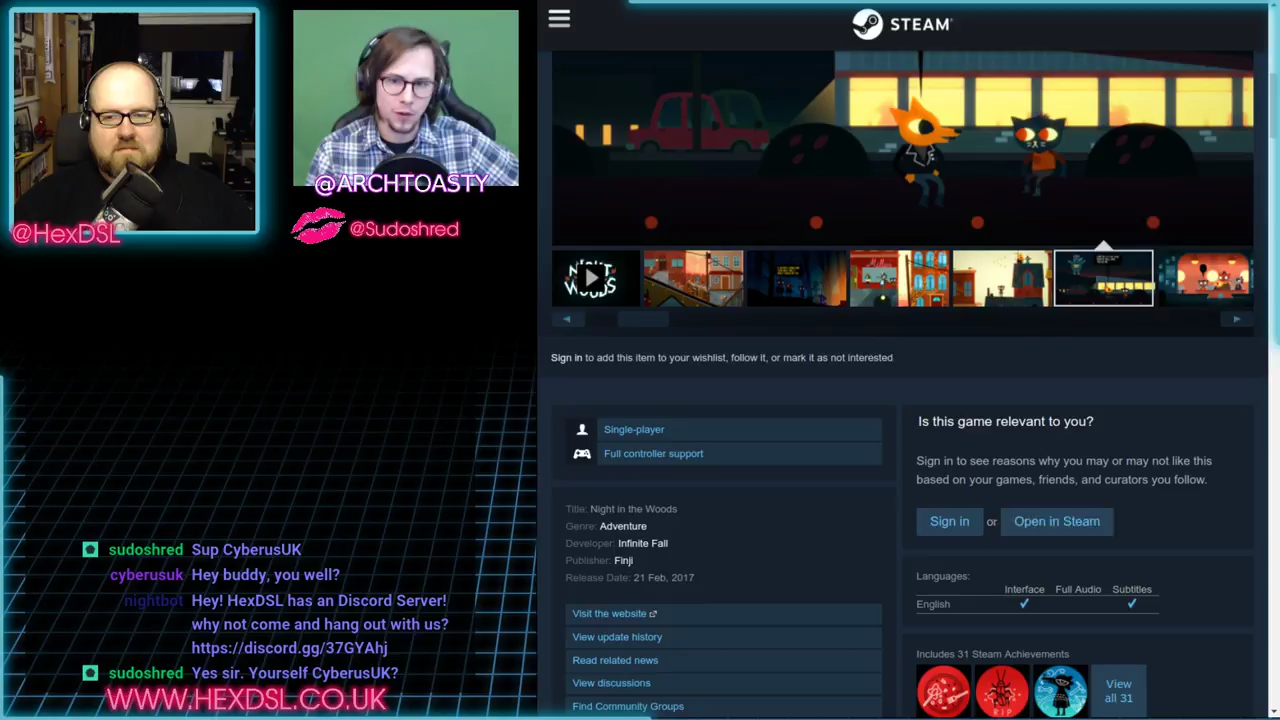 @HexDSL
@ARCHTOASTY
@Sudoshred
sudoshred Sup CyberusUK
cyberusuk Hey buddy, you well?
nightbot Hey! HexDSL has an Discord Server!
why not come and hang out with us?
https://discord.gg/37GYAhj
sudoshred Yes sir. Yourself CyberusUK?
WWW.HEXDSL.CO.UK
STEAM
NIGHT
WOODS
Sign in to add this item to your wishlist, follow it, or mark it as not interested
Single-player
Full controller support
Title: Night in the Woods
Genre: Adventure
Developer: Infinite Fall
Publisher: Finji
Release Date: 21 Feb, 2017
Visit the website
View update history
Read related news
View discussions
Find Community Groups
Is this game relevant to you?
Sign in to see reasons why you may or may not like this
based on your games, friends, and curators you follow.
Sign in or Open in Steam
Languages:
Interface Full Audio Subtitles
English ✓ ✓
Includes 31 Steam Achievements
RIP
View
all 31